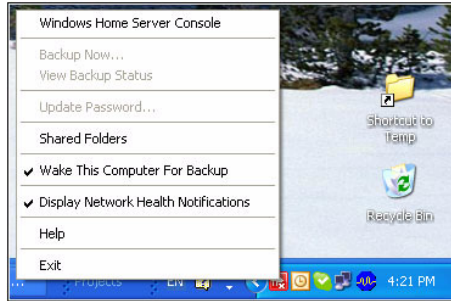 Windows Home Server Console
Backup Now...
View Backup Status
Update Password...
Shared Folders
Wake This Computer For Backup
Display Network Health Notifications
Help
Exit
Shortcut to
Temp
Recycle Bin
... Projects EN 4:21 PM